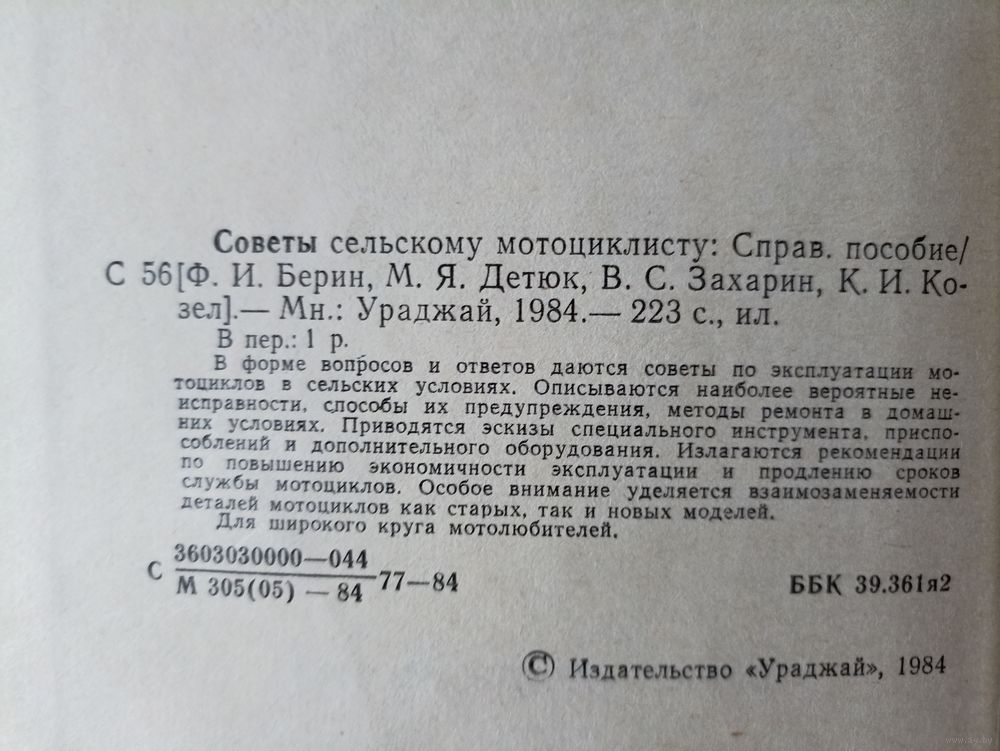 Советы сельскому мотоциклисту: Справ. пособие/
С 56 [Ф. И. Берин, М. Я. Детюк, В. С. Захарин, К. И. Ко-
зел].— Мн.: Ураджай, 1984.— 223 с., ил.
В пер.: 1 р.
В форме вопросов и ответов даются советы по эксплуатации мо-
тоциклов в сельских условиях. Описываются наиболее вероятные не-
исправности, способы их предупреждения, методы ремонта в домаш-
них условиях. Приводятся эскизы специального инструмента, приспо-
соблений и дополнительного оборудования. Излагаются рекомендации
по повышению экономичности эксплуатации и продлению сроков
службы мотоциклов. Особое внимание уделяется взаимозаменяемости
деталей мотоциклов как старых, так и новых моделей.
Для широкого круга мотолюбителей.
С 3603030000—044
М 305(05) — 84 77—84
ББК 39.361я2
© Издательство «Ураджай», 1984